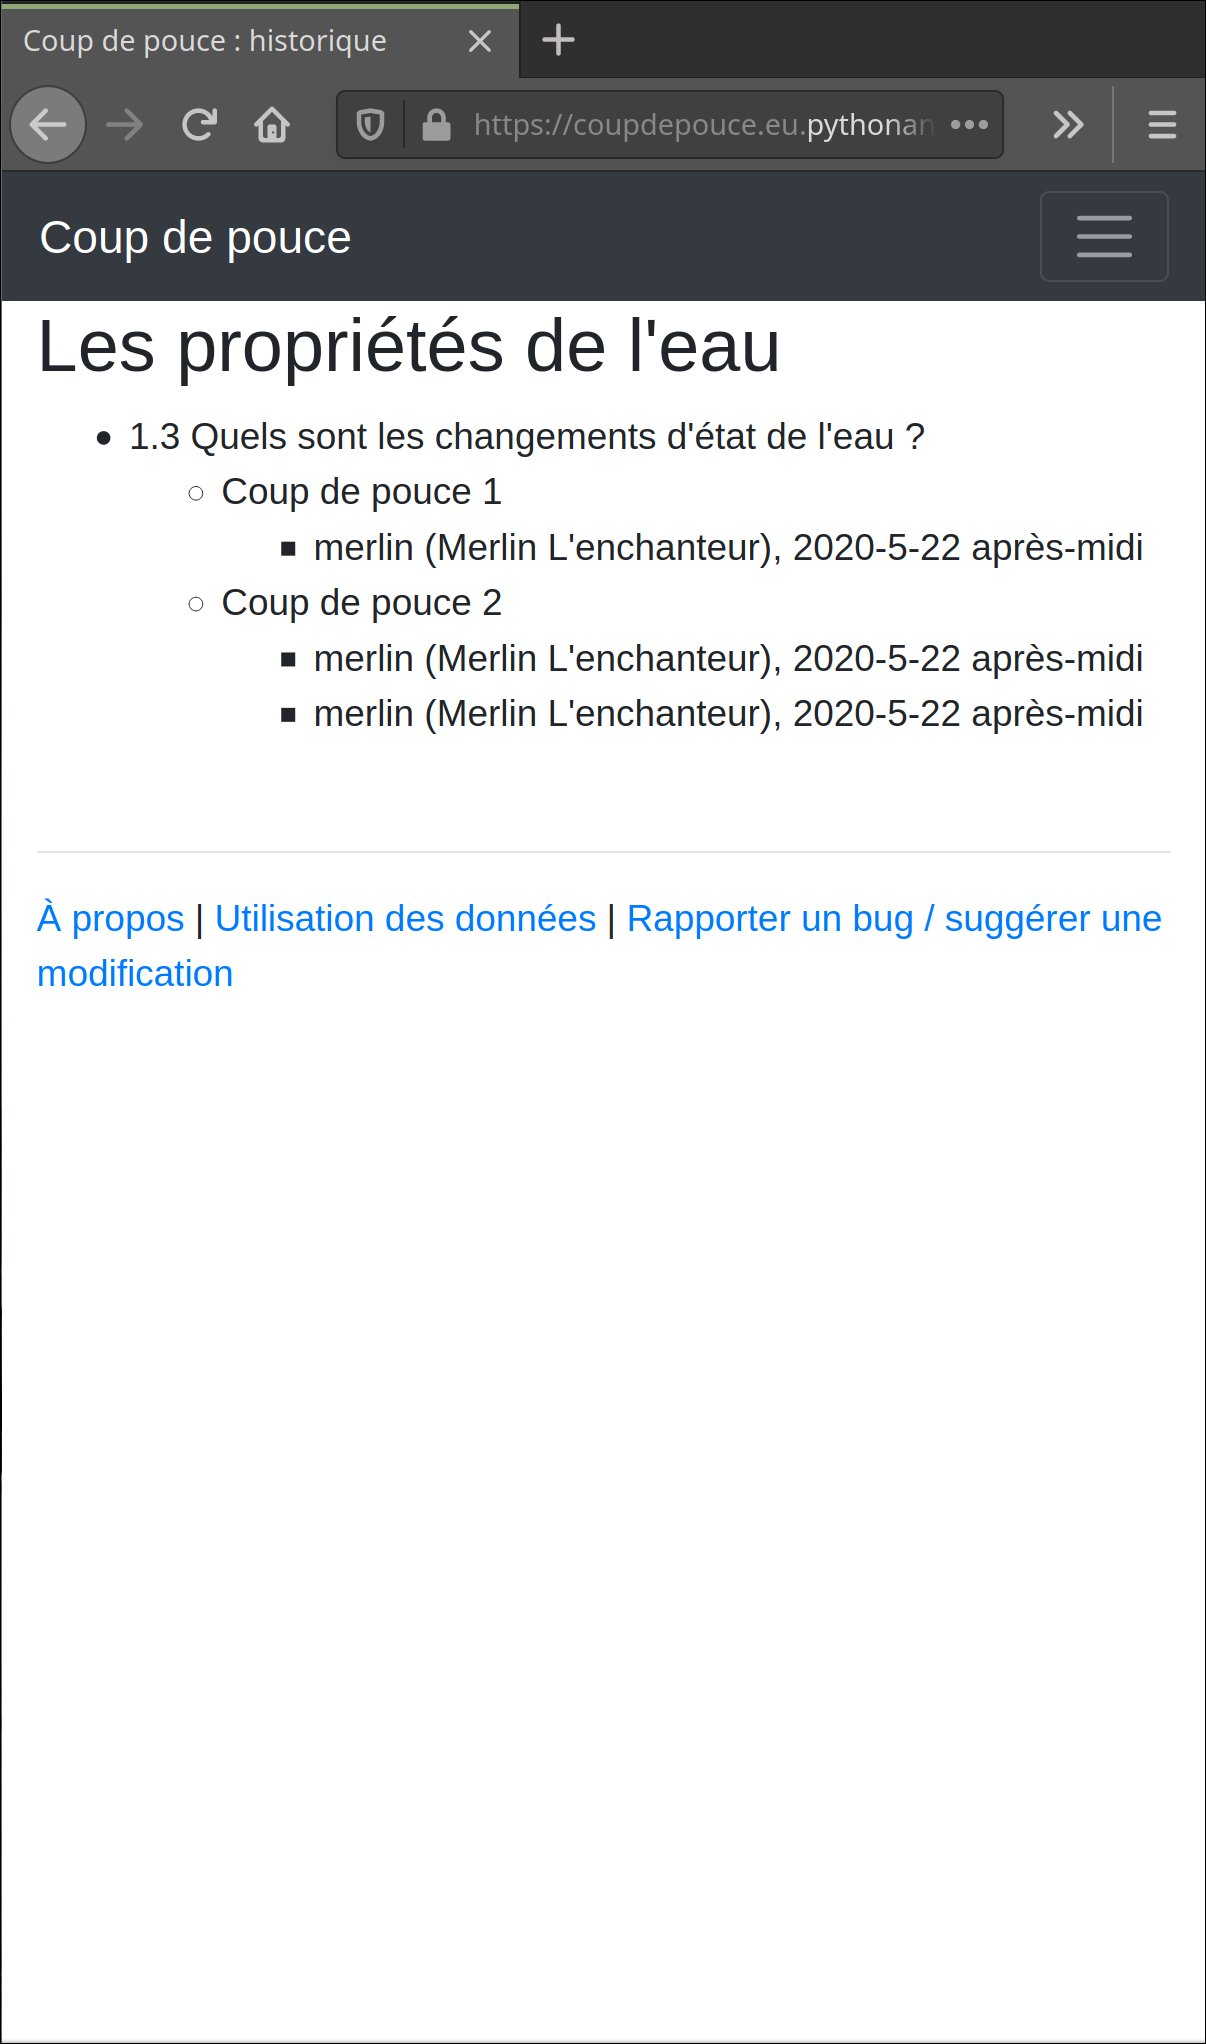 Coup de pouce : historique
https://coupdepouce.eu.pythonan
Coup de pouce
Les propriétés de l'eau
1.3 Quels sont les changements d'état de l'eau ?
Coup de pouce 1
merlin (Merlin L'enchanteur), 2020-5-22 après-midi
Coup de pouce 2
merlin (Merlin L'enchanteur), 2020-5-22 après-midi
merlin (Merlin L'enchanteur), 2020-5-22 après-midi
À propos | Utilisation des données | Rapporter un bug / suggérer une
modification